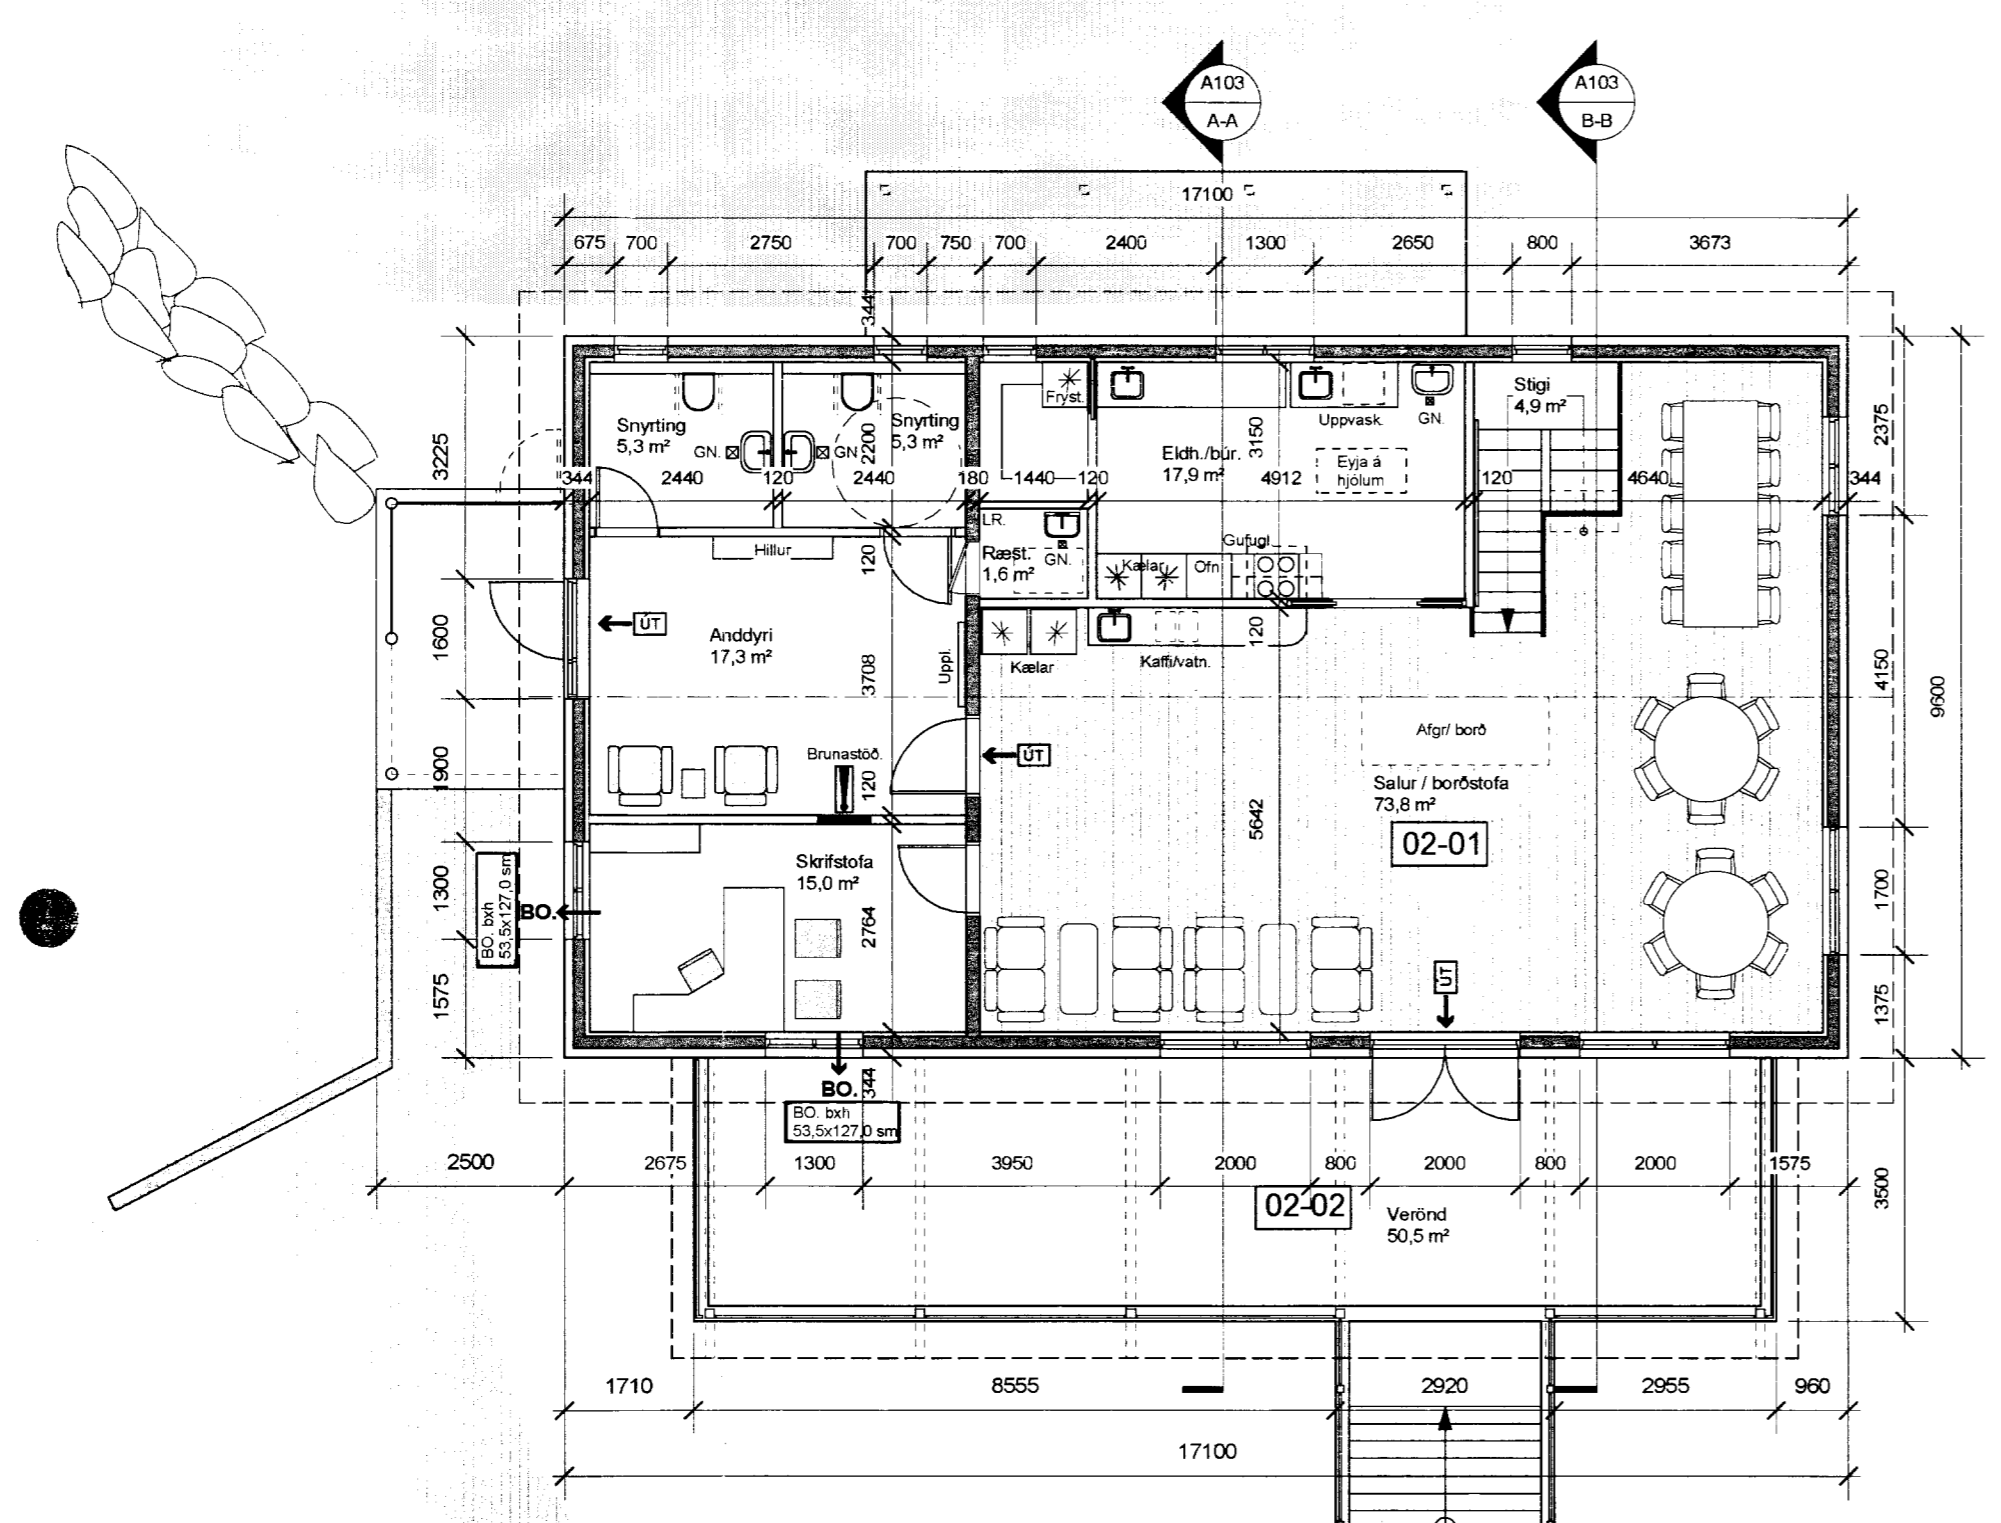 A103
A-A
A103
B-B
17100
675 700 2750 700 750 700 2400 1300 2650 800 3673
344
Snyrting
5,3 m²
GN.
GN.
Snyrting
5,3 m²
2200
Fryst.
Eldh./búr.
17,9 m²
3150
Uppvask.
GN.
Eyja á
hjólum
Stigi
4,9 m²
344 2440 120 2440 180 1440 120 4912 120 4640 344
3225
1600
1900
1300
1575
2375
4150
1700
1375
9600
3500
Hillur
120
LR.
Ræst.
1,6 m²
GN.
Kælar
Ofn
Gufugl
ÚT
Anddyri
17,3 m²
3708
Uppl.
Kælar
Kaffi/vatn.
120
Brunastöð.
120
ÚT
Afgr/ borð
Salur / borðstofa
73,8 m²
02-01
5642
Skrifstofa
15,0 m²
2764
BO. bxh
53,5x127,0 sm
BO.
ÚT
BO.
344
BO. bxh
53,5x127,0 sm
2500 2675 1300 3950 2000 800 2000 800 2000 1575
02-02
Verönd
50,5 m²
1710 8555 2920 2955 960
17100